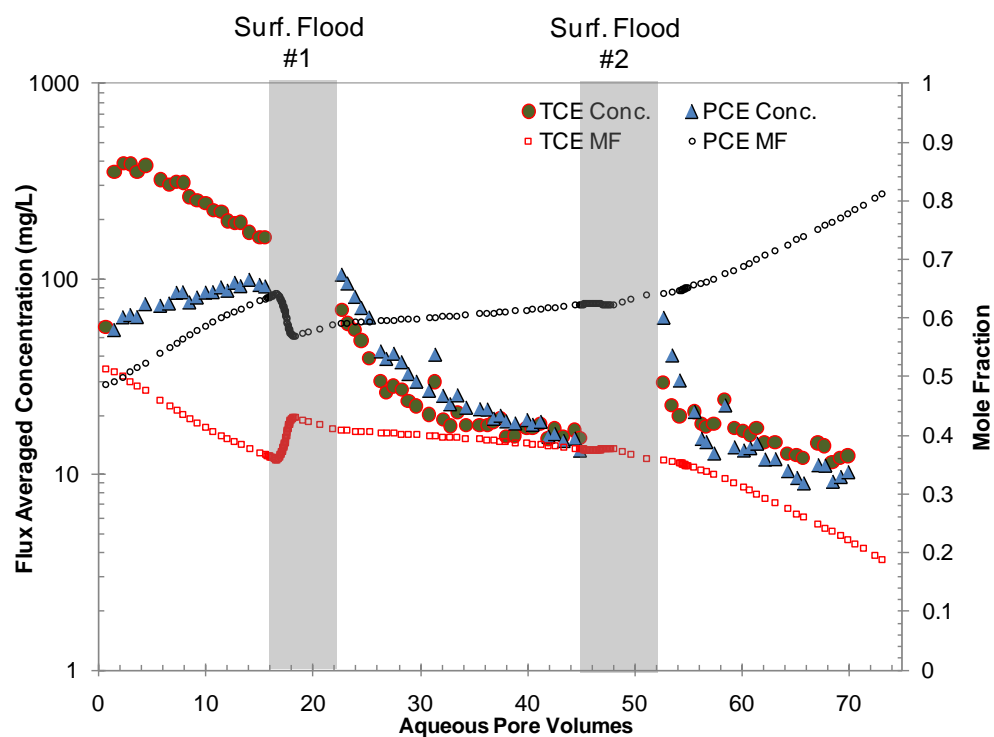 Surf. Flood
#1
Surf. Flood
#2
TCE Conc.
PCE Conc.
TCE MF
PCE MF
Flux Averaged Concentration (mg/L)
1000
100
10
1
0
10
20
30
40
50
60
70
Aqueous Pore Volumes
1
0.9
0.8
0.7
0.6
0.5
0.4
0.3
0.2
0.1
0
Mole Fraction